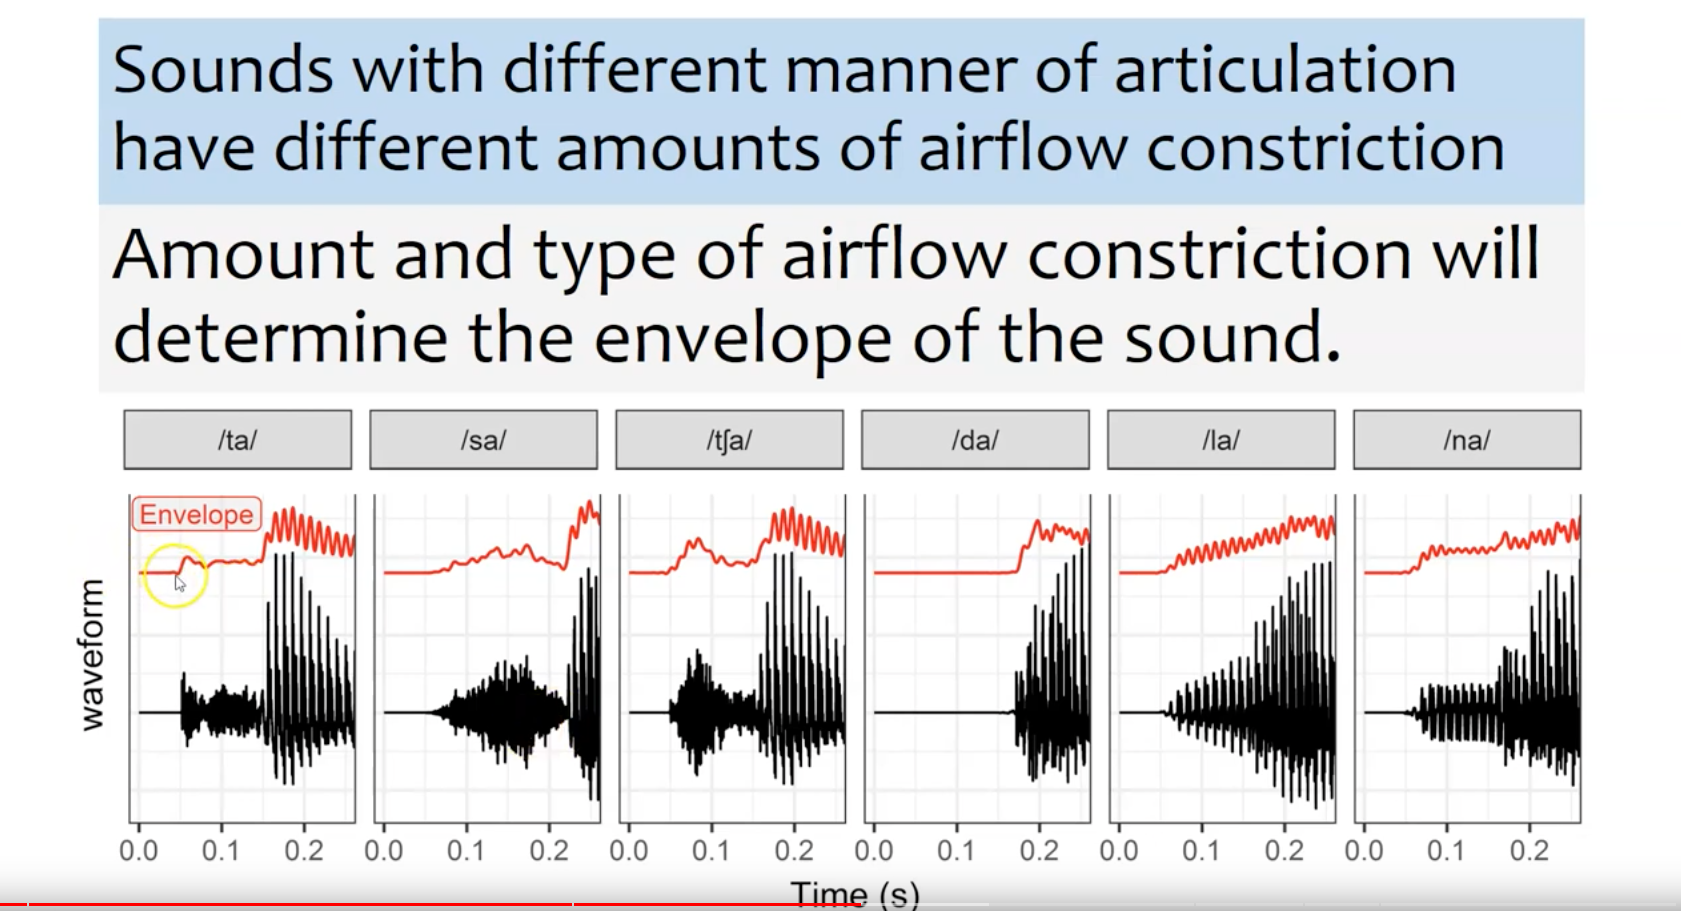 Sounds with different manner of articulation
have different amounts of airflow constriction
Amount and type of airflow constriction will
determine the envelope of the sound.
/ta/ /sa/ /tʃa/ /da/ /la/ /na/
Envelope
waveform
0.0 0.1 0.2 0.0 0.1 0.2 0.0 0.1 0.2 0.0 0.1 0.2 0.0 0.1 0.2 0.0 0.1 0.2
Time (s)